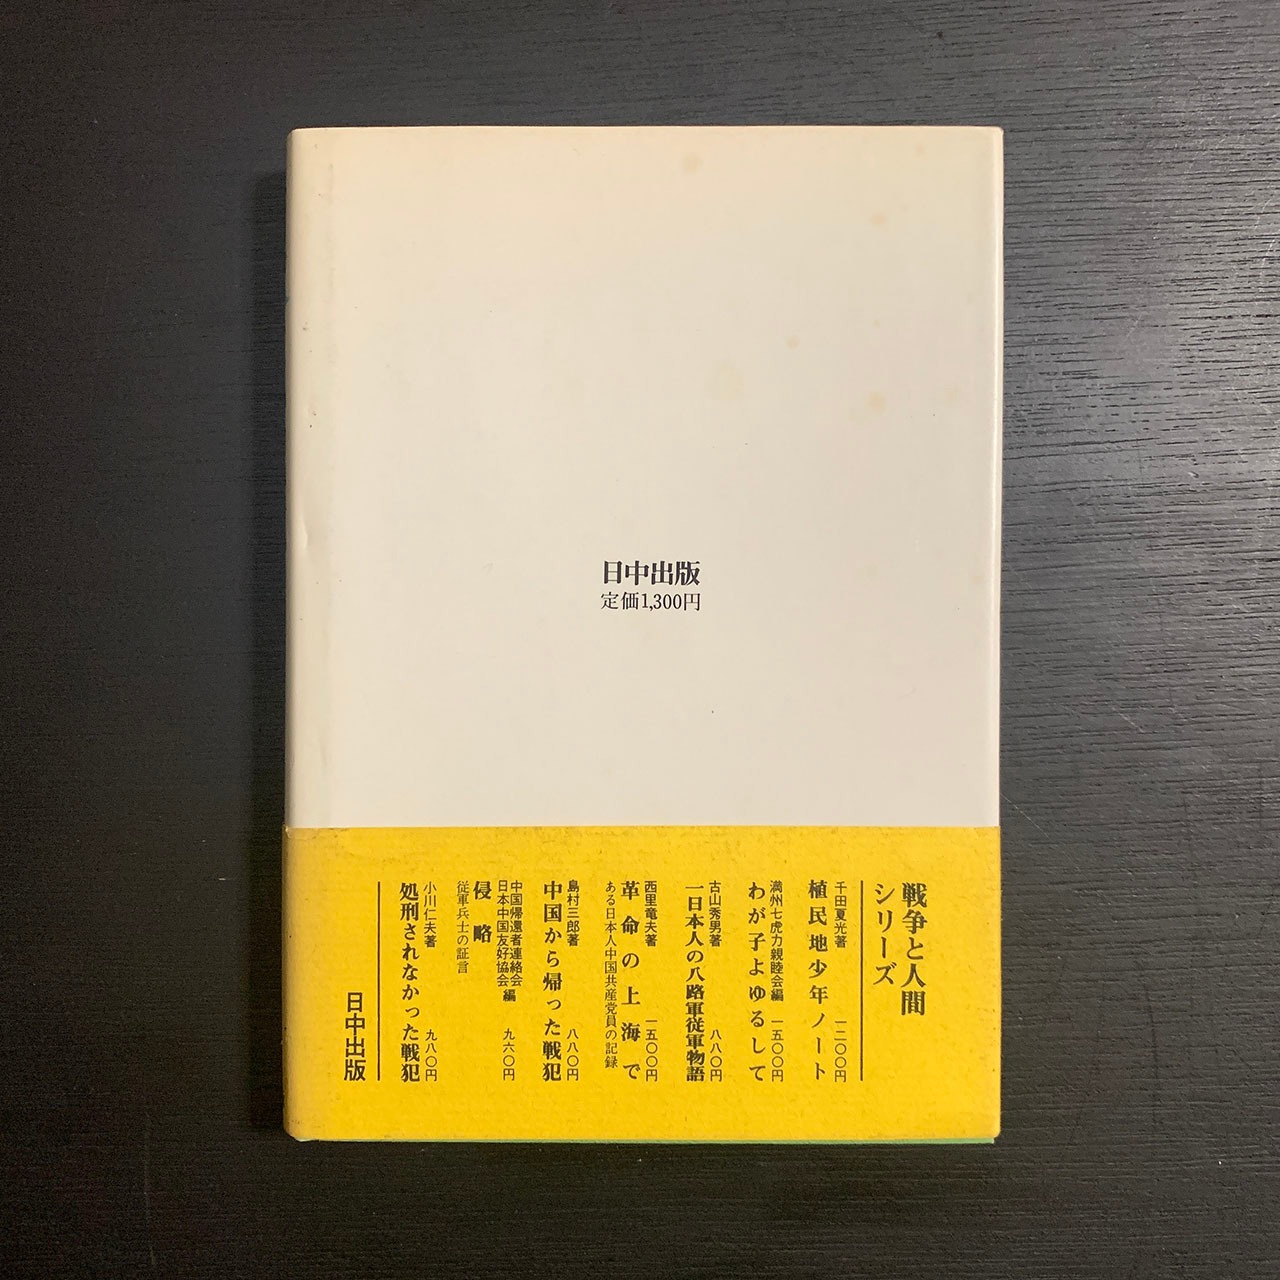 日中出版
定価1,300円
戦争と人間
シリーズ
千田夏光著 一二〇〇円
植民地少年ノート
満州七虎力親睦会編 一五〇〇円
わが子よゆるして
古山秀男著 八八〇円
一日本人の八路軍従軍物語
西里竜夫著 一五〇〇円
革命の上海で
ある日本人中国共産党員の記録
島村三郎著 八八〇円
中国から帰った戦犯
中国帰還者連絡会
日本中国友好協会 編 九六〇円
侵略
従軍兵士の証言
小川仁夫著 九八〇円
処刑されなかった戦犯
日中出版